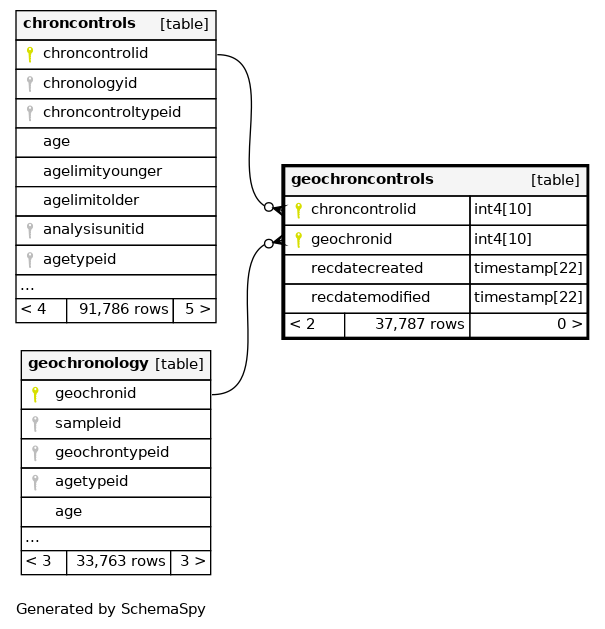 chroncontrols [table]
chroncontrolid
chronologyid
chroncontroltypeid
age
agelimityounger
agelimitolder
analysisunitid
agetypeid
...
< 4 91,786 rows 5 >
geochroncontrols [table]
chroncontrolid int4[10]
geochronid int4[10]
recdatecreated timestamp[22]
recdatemodified timestamp[22]
< 2 37,787 rows 0 >
geochronology [table]
geochronid
sampleid
geochrontypeid
agetypeid
age
...
< 3 33,763 rows 3 >
Generated by SchemaSpy